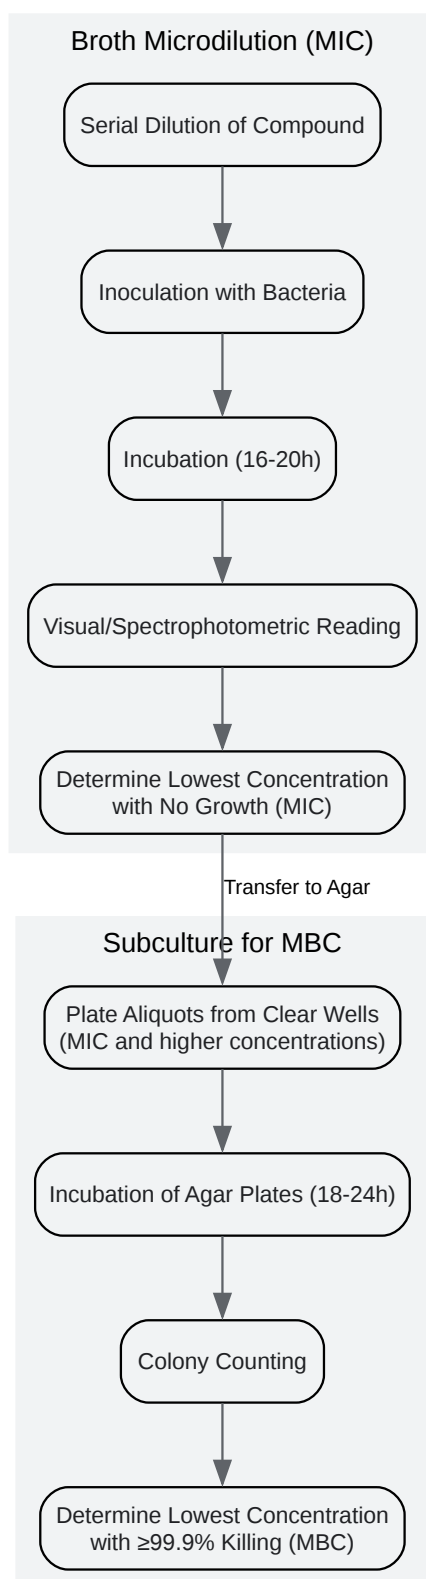 Broth Microdilution (MIC)
Serial Dilution of Compound
Inoculation with Bacteria
Incubation (16-20h)
Visual/Spectrophotometric Reading
Determine Lowest Concentration
with No Growth (MIC)
Transfer to Agar
Subculture for MBC
Plate Aliquots from Clear Wells
(MIC and higher concentrations)
Incubation of Agar Plates (18-24h)
Colony Counting
Determine Lowest Concentration
with ≥99.9% Killing (MBC)